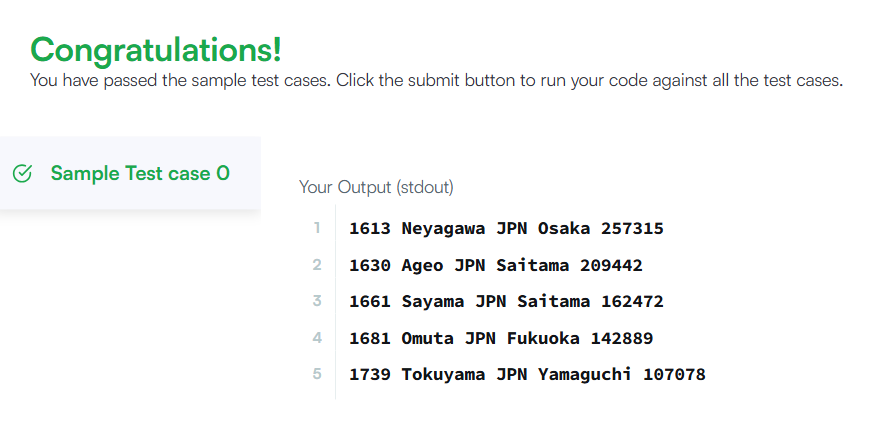 Congratulations!
You have passed the sample test cases. Click the submit button to run your code against all the test cases.
Sample Test case 0
Your Output (stdout)
1 1613 Neyagawa JPN Osaka 257315
2 1630 Ageo JPN Saitama 209442
3 1661 Sayama JPN Saitama 162472
4 1681 Omuta JPN Fukuoka 142889
5 1739 Tokuyama JPN Yamaguchi 107078